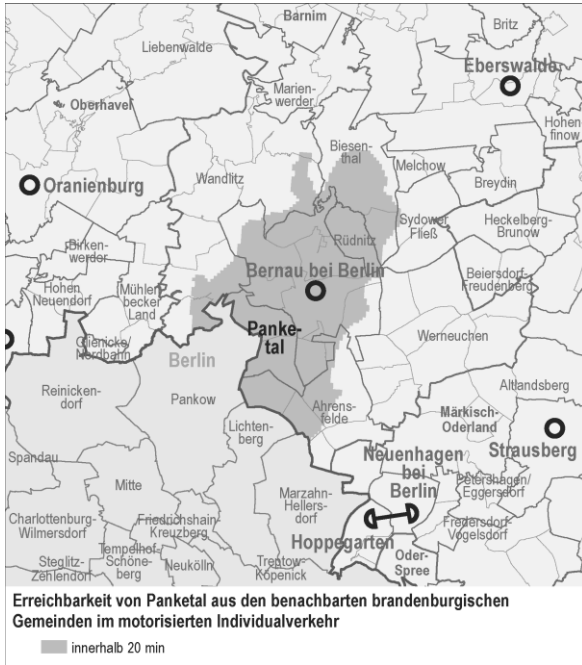 Barnim
Britz
Liebenwalde
Eberswalde
Marien-
werder
Oberhavel
Hohen
finow
Biesen-
thal
Melchow
Wandlitz
Breydin
Oranienburg
Sydower
Fließ
Heckelberg-
Brunow
Rüdnitz
Birken-
werder
Bernau bei Berlin
Beiersdorf-
Freudenberg
Hohen
Neuendorf
Mühlen
becker
Land
Panke-
tal
Werneuchen
Glienicke/
Nordbahn
Berlin
Reinicken-
dorf
Pankow
Altlandsberg
Ahrens-
felde
Märkisch-
Oderland
Lichten-
berg
Strausberg
Neuenhagen
bei
Berlin
Spandau
Mitte
Petershagen/
Eggersdorf
Marzahn-
Hellers-
dorf
Charlottenburg-
Wilmersdorf
Friedrichshain-
Kreuzberg
Fredersdorf-
Vogelsdorf
Hoppegarten
Tempelhof-
Schöne-
berg
Neukölln
Steglitz-
Zehlendorf
Treptow-
Köpenick
Oder-
Spree
Erreichbarkeit von Panketal aus den benachbarten brandenburgischen
Gemeinden im motorisierten Individualverkehr
innerhalb 20 min